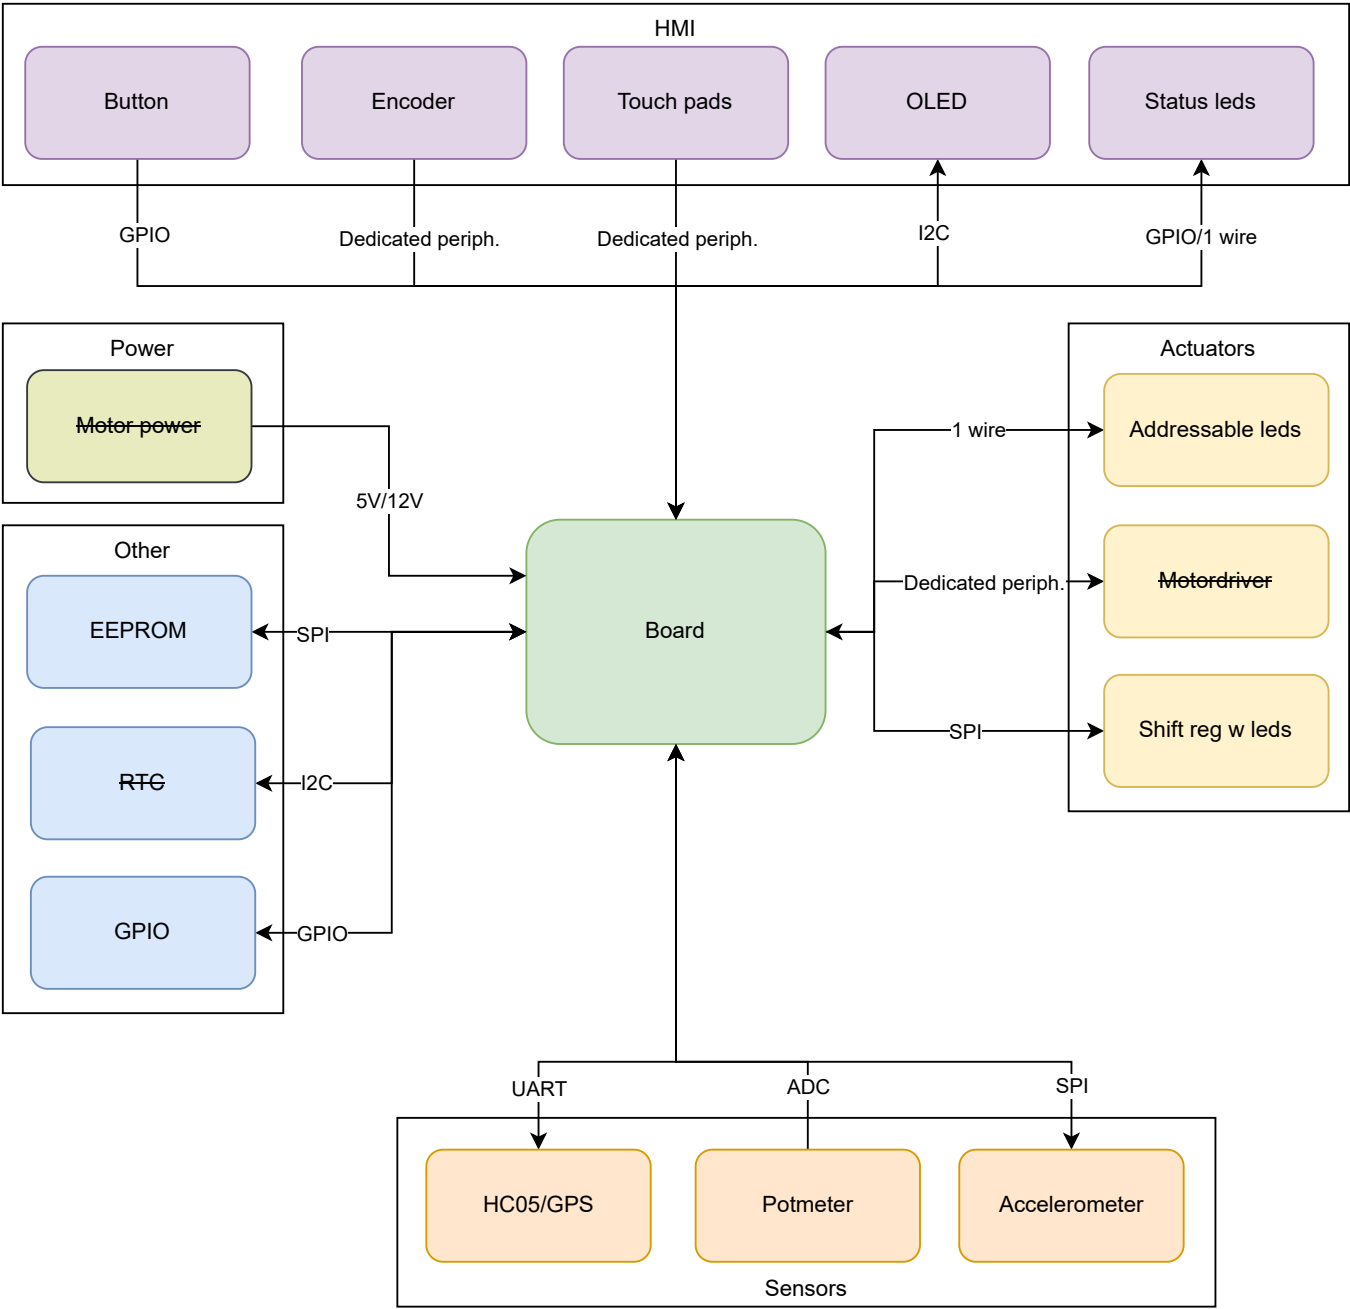 HMI
Button
Encoder
Touch pads
OLED
Status leds
GPIO
Dedicated periph.
Dedicated periph.
I2C
GPIO/1 wire
Power
Motor power
5V/12V
Actuators
Addressable leds
1 wire
Motordriver
Dedicated periph.
Shift reg w leds
SPI
Board
Other
EEPROM
SPI
RTC
I2C
GPIO
GPIO
UART
ADC
SPI
HC05/GPS
Potmeter
Accelerometer
Sensors